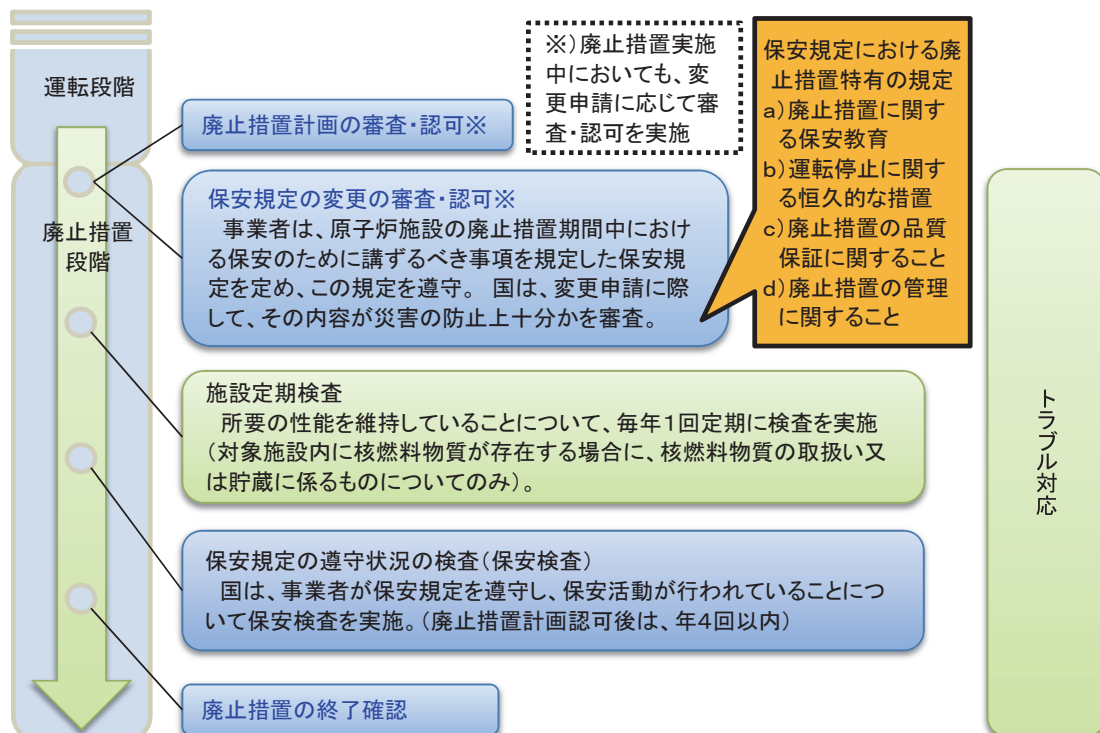 運転段階
廃止措置
段階
廃止措置計画の審査・認可※
※)廃止措置実施
中においても、変
更申請に応じて審
査・認可を実施
保安規定における廃
止措置特有の規定
a)廃止措置に関す
る保安教育
b)運転停止に関す
る恒久的な措置
c)廃止措置の品質
保証に関すること
d)廃止措置の管理
に関すること
保安規定の変更の審査・認可※
事業者は、原子炉施設の廃止措置期間中におけ
る保安のために講ずるべき事項を規定した保安規
定を定め、この規定を遵守。 国は、変更申請に際
して、その内容が災害の防止上十分かを審査。
施設定期検査
所要の性能を維持していることについて、毎年1回定期に検査を実施
(対象施設内に核燃料物質が存在する場合に、核燃料物質の取扱い又
は貯蔵に係るものについてのみ)。
保安規定の遵守状況の検査(保安検査)
国は、事業者が保安規定を遵守し、保安活動が行われていることにつ
いて保安検査を実施。(廃止措置計画認可後は、年4回以内)
廃止措置の終了確認
トラブル対応